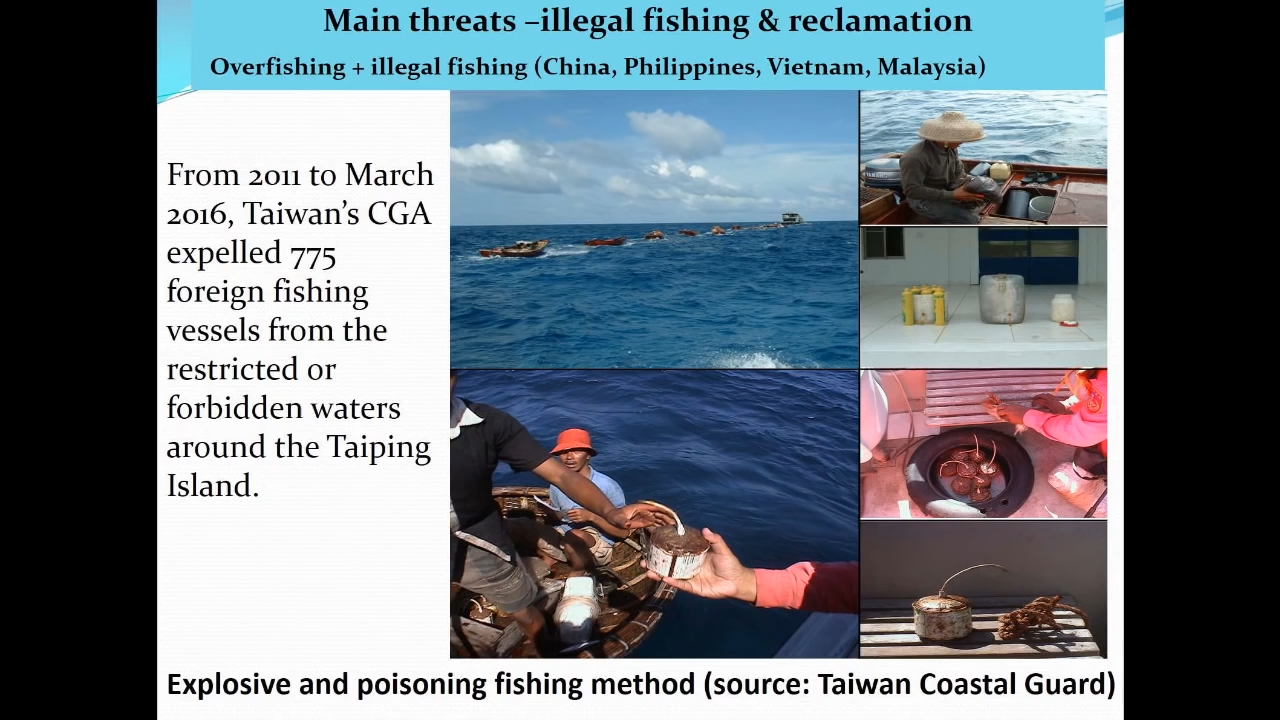 Main threats –illegal fishing & reclamation
Overfishing + illegal fishing (China, Philippines, Vietnam, Malaysia)
From 2011 to March
2016, Taiwan’s CGA
expelled 775
foreign fishing
vessels from the
restricted or
forbidden waters
around the Taiping
Island.
Explosive and poisoning fishing method (source: Taiwan Coastal Guard)